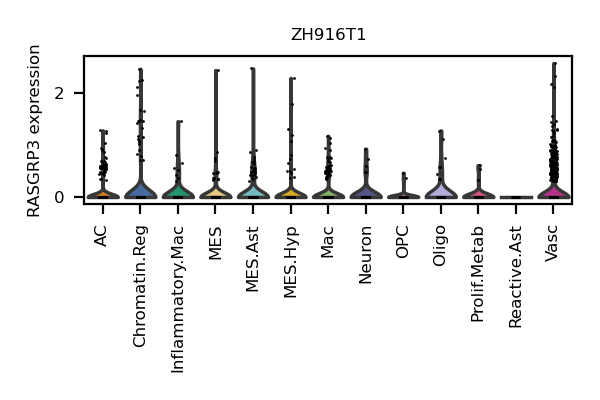 ZH916T1
RASGRP3 expression
2
0
AC
Chromatin.Reg
Inflammatory.Mac
MES
MES.Ast
MES.Hyp
Mac
Neuron
OPC
Oligo
Prolif.Metab
Reactive.Ast
Vasc